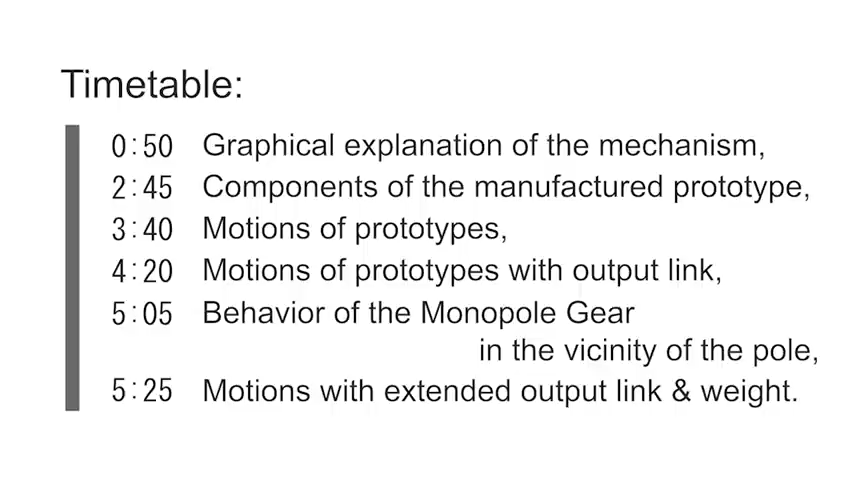 Timetable:
0:50 Graphical explanation of the mechanism,
2:45 Components of the manufactured prototype,
3:40 Motions of prototypes,
4:20 Motions of prototypes with output link,
5:05 Behavior of the Monopole Gear
in the vicinity of the pole,
5:25 Motions with extended output link & weight.